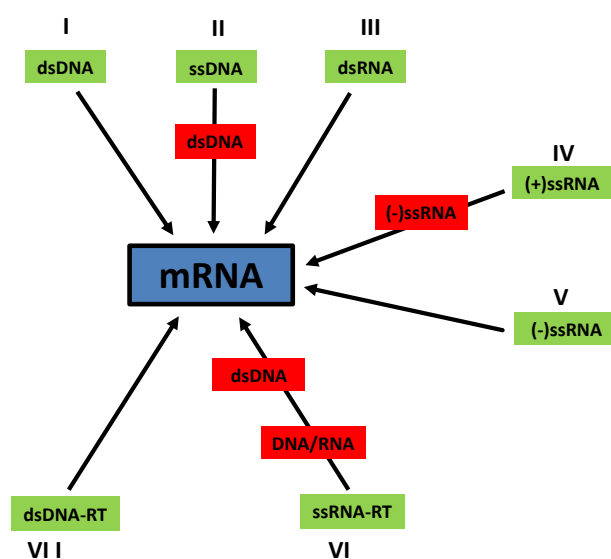 I
II
III
dsDNA
ssDNA
dsRNA
dsDNA
IV
(+)ssRNA
(-)ssRNA
mRNA
V
(-)ssRNA
dsDNA
DNA/RNA
dsDNA-RT
ssRNA-RT
VI I
VI